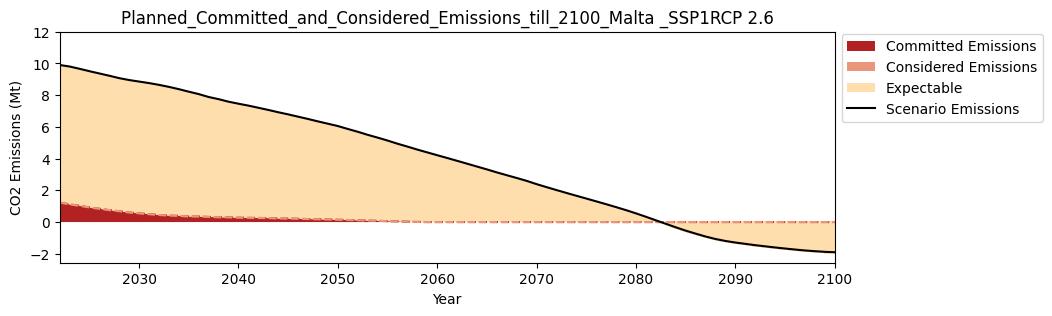 Planned_Committed_and_Considered_Emissions_till_2100_Malta _SSP1RCP 2.6
12
10
8
6
4
2
0
−2
CO2 Emissions (Mt)
2030
2040
2050
2060
2070
2080
2090
2100
Year
Committed Emissions
Considered Emissions
Expectable
Scenario Emissions